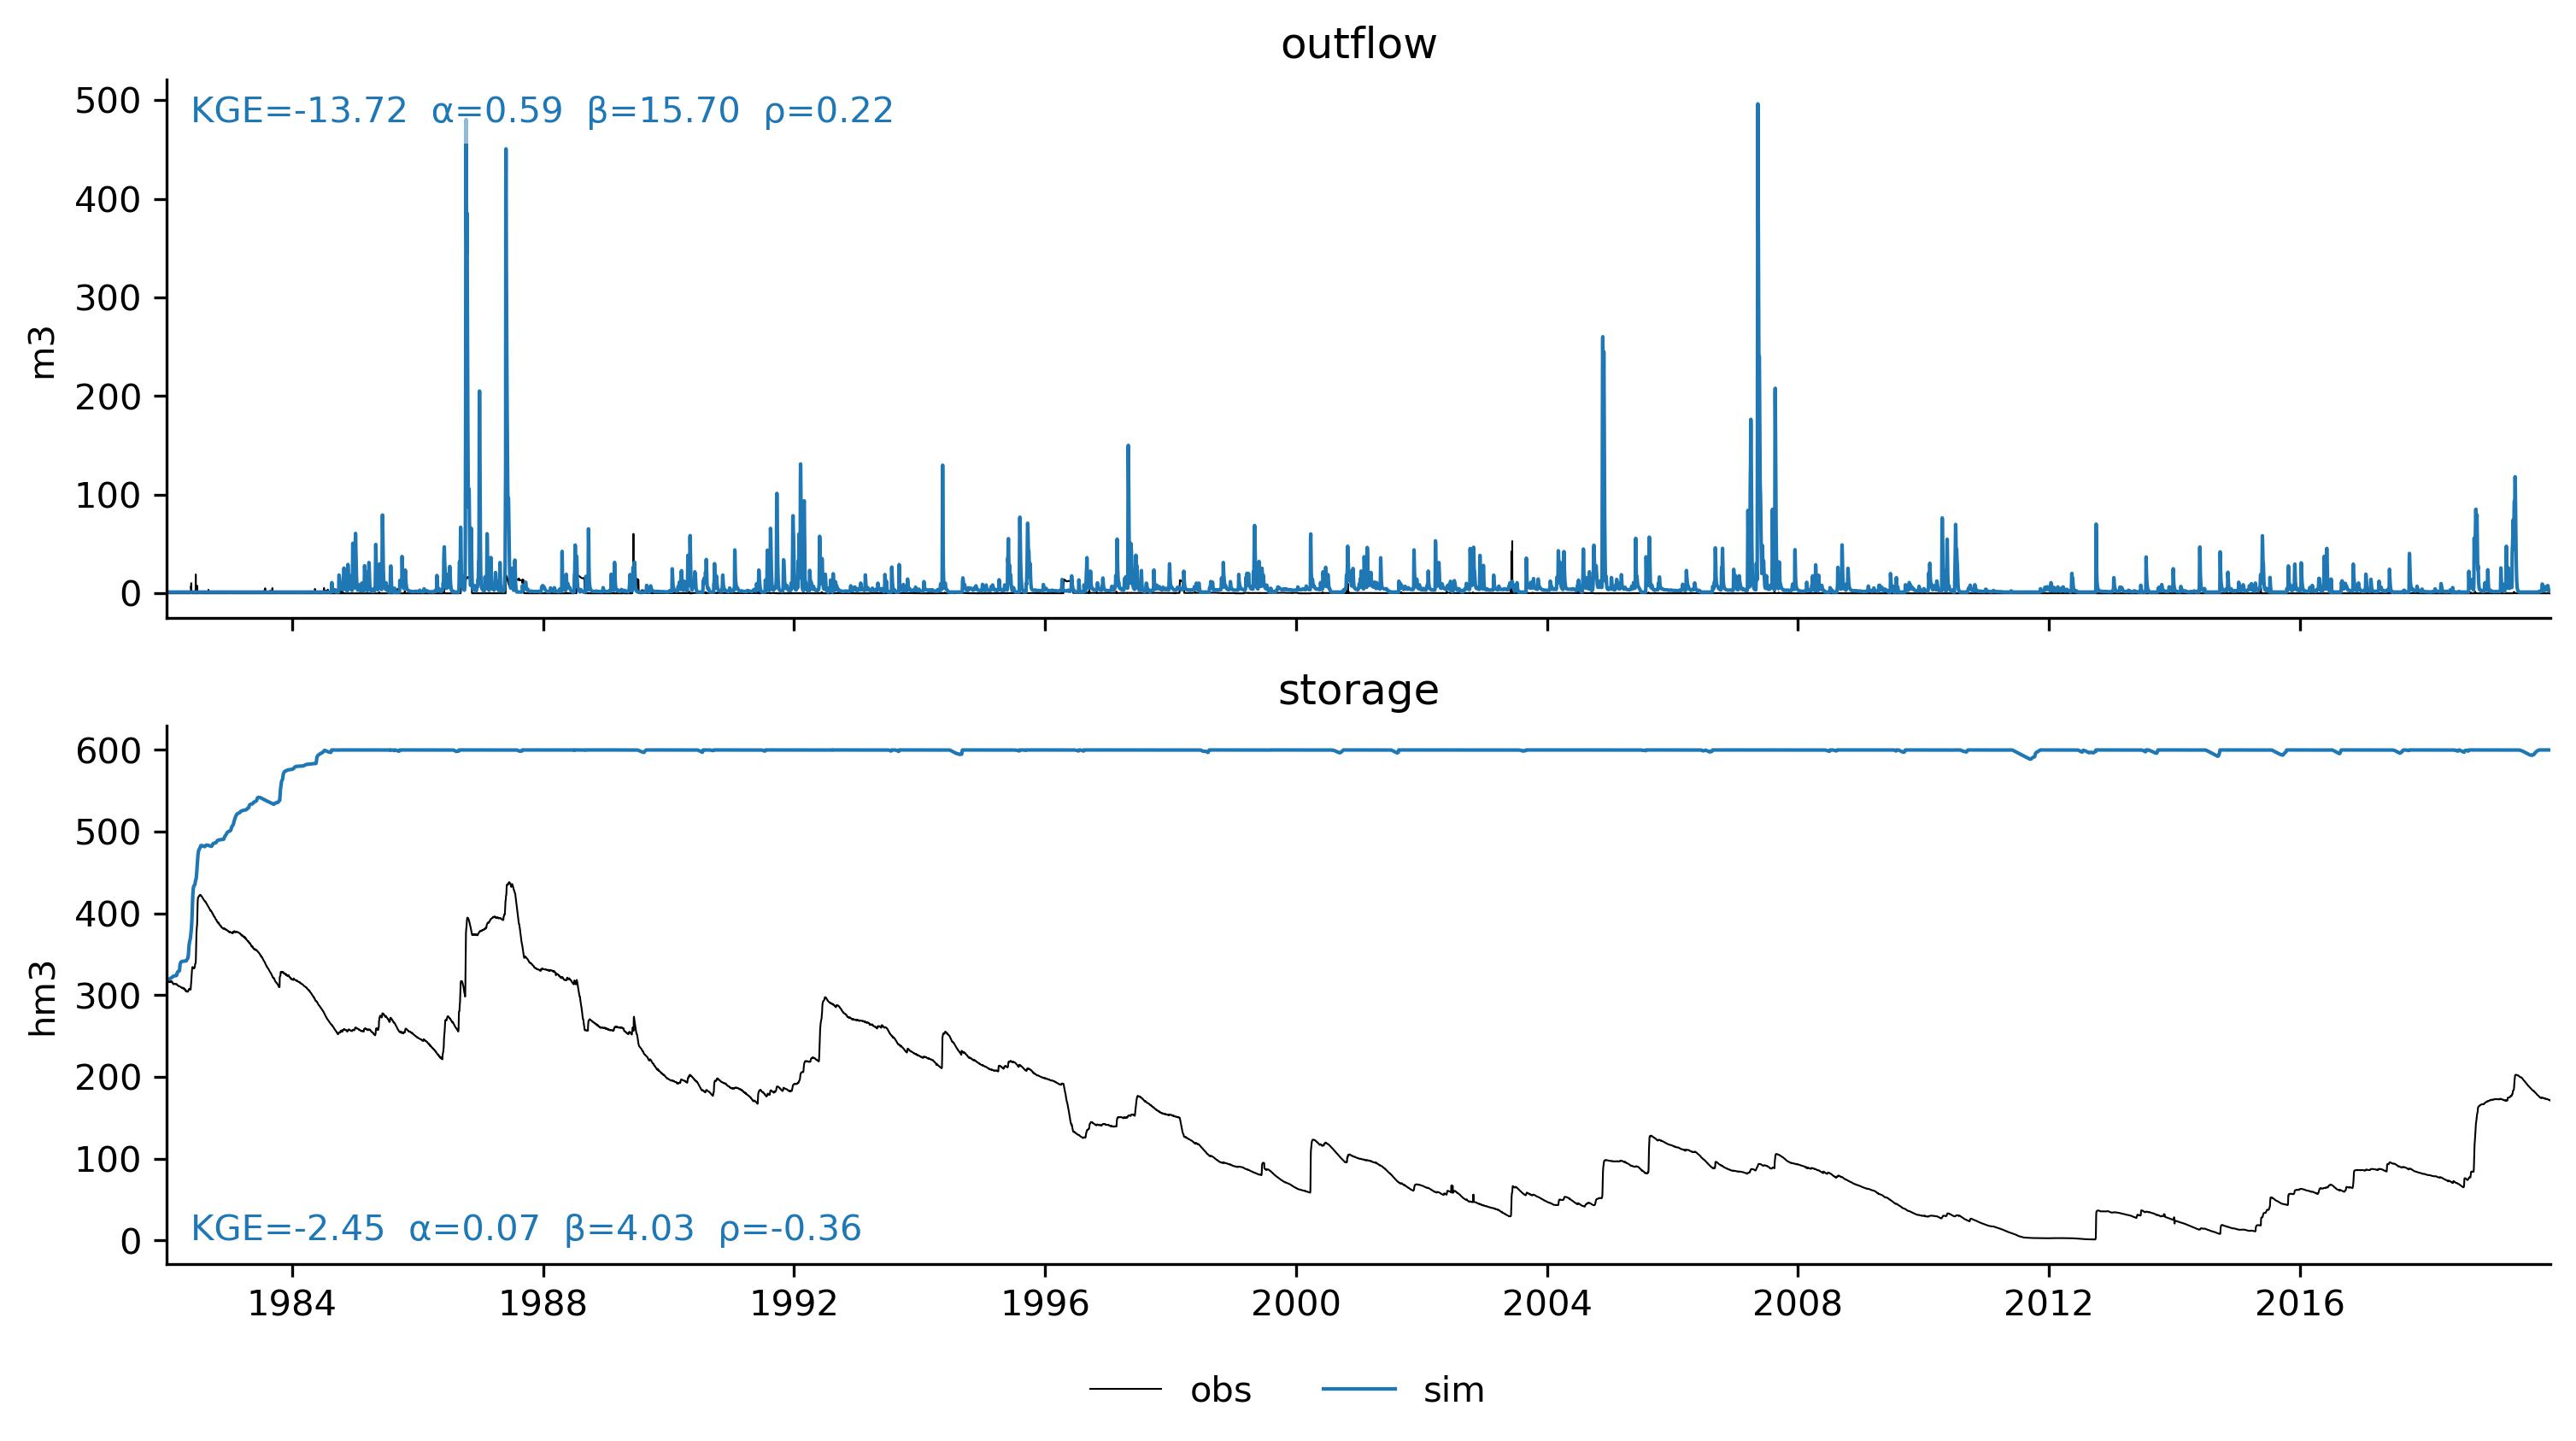 outflow
500
KGE=-13.72 α=0.59 β=15.70 ρ=0.22
400
300
m3
200
100
0
storage
600
500
400
300
hm3
200
100
0
KGE=-2.45 α=0.07 β=4.03 ρ=-0.36
1984 1988 1992 1996 2000 2004 2008 2012 2016
obs sim